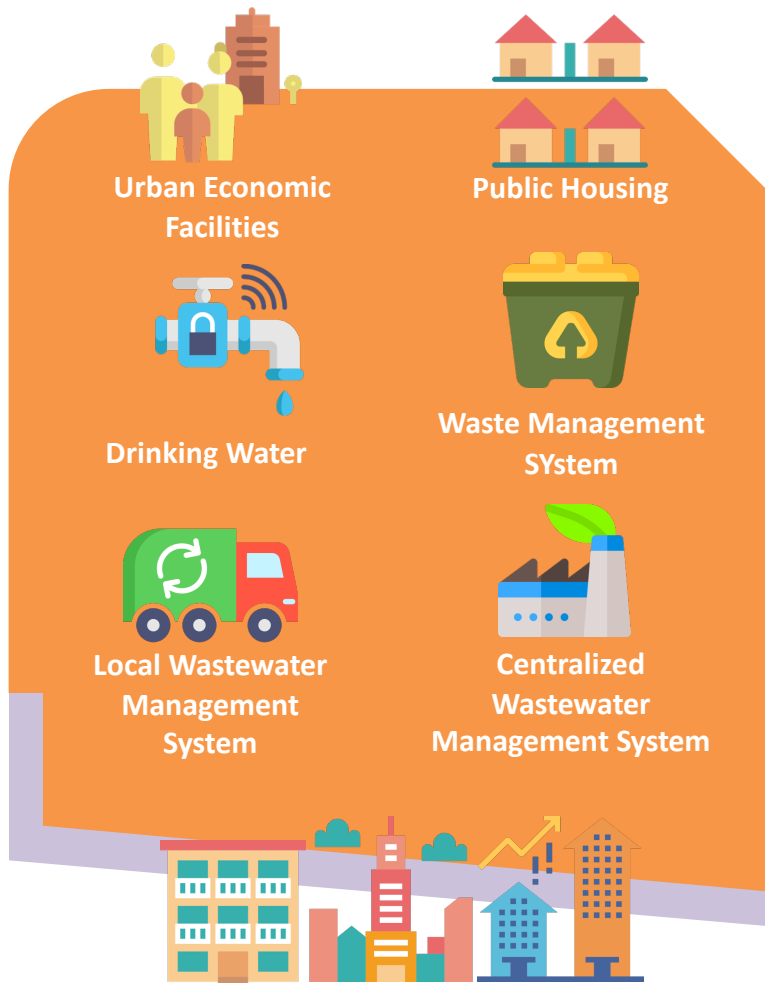 Urban Economic
Facilities
Public Housing
Drinking Water
Waste Management
SYstem
Local Wastewater
Management
System
Centralized
Wastewater
Management System